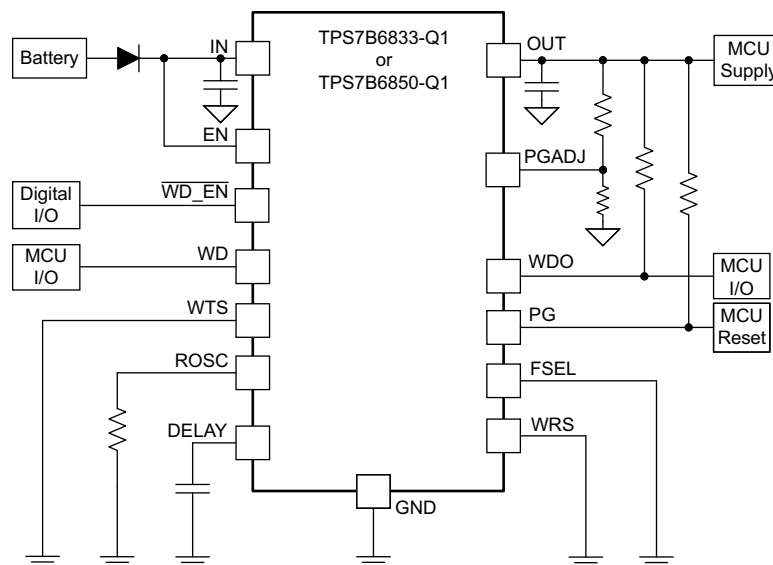 TPS7B6833-Q1
or
TPS7B6850-Q1
Battery
IN
EN
Digital
I/O
WD_EN
MCU
I/O
WD
WTS
ROSC
DELAY
GND
OUT
MCU
Supply
PGADJ
WDO
MCU
I/O
PG
MCU
Reset
FSEL
WRS